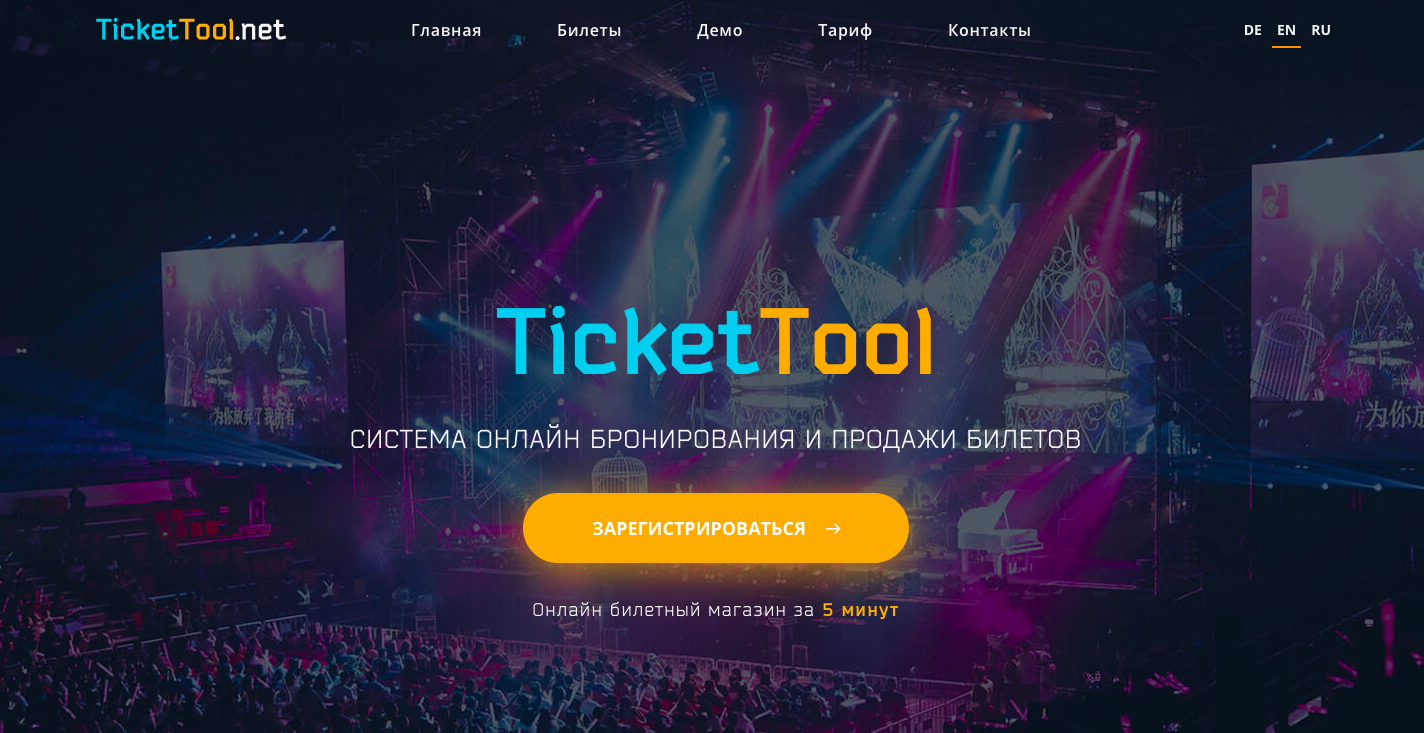 TicketTool.net
Главная
Билеты
Демо
Тариф
Контакты
DE EN RU
TicketTool
СИСТЕМА ОНЛАЙН БРОНИРОВАНИЯ И ПРОДАЖИ БИЛЕТОВ
为你放弃了我所有
为你放
ЗАРЕГИСТРИРОВАТЬСЯ →
Онлайн билетный магазин за 5 минут